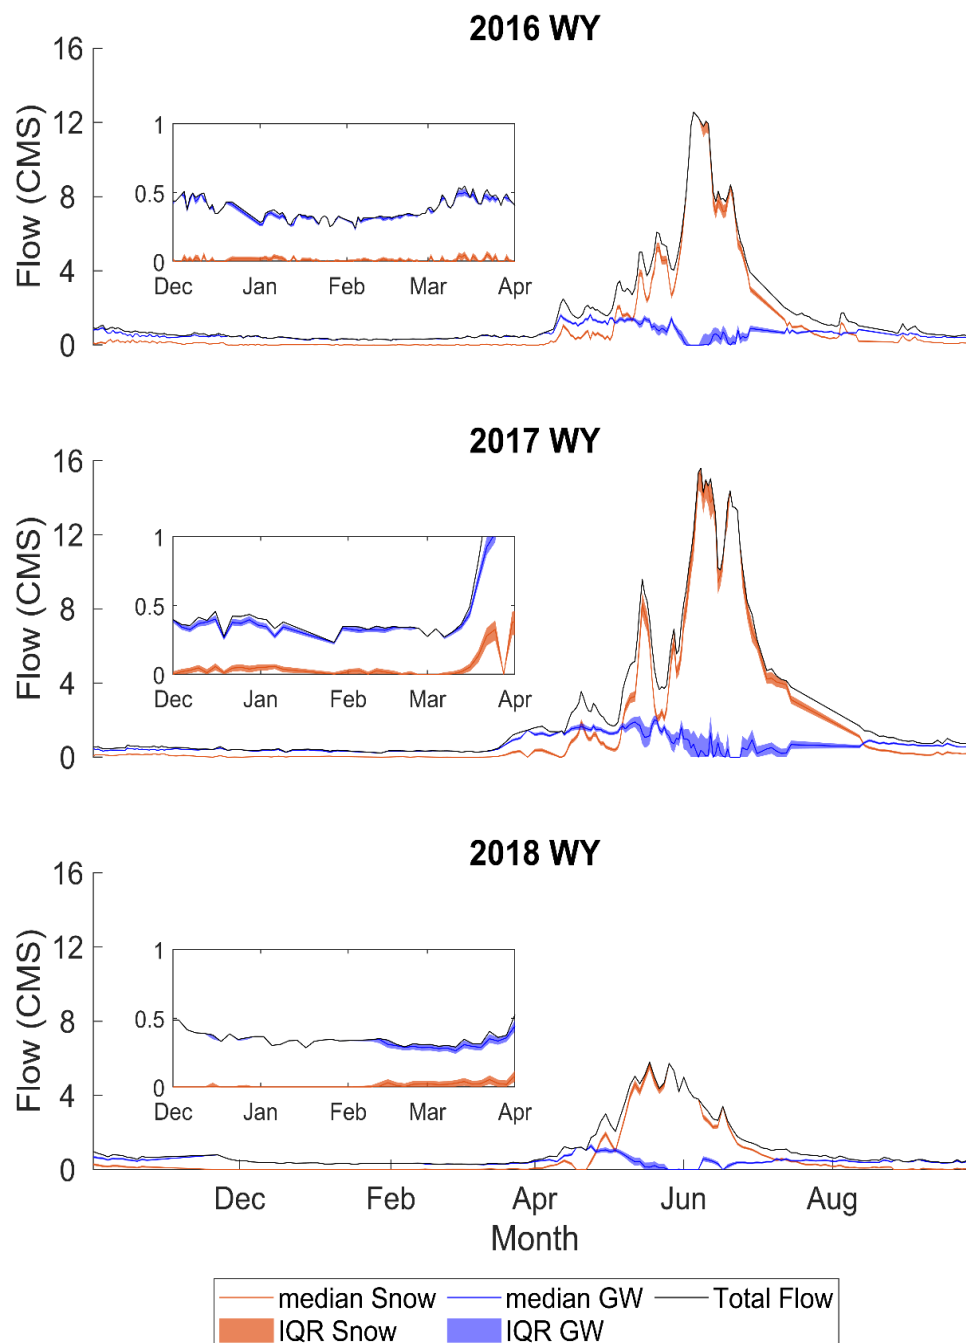 2016 WY
16
12
8
4
0
Flow (CMS)
1
0.5
0
Dec Jan Feb Mar Apr
2017 WY
16
12
8
4
0
Flow (CMS)
1
0.5
0
Dec Jan Feb Mar Apr
2018 WY
16
12
8
4
0
Flow (CMS)
1
0.5
0
Dec Jan Feb Mar Apr
Dec Feb Apr Jun Aug
Month
median Snow median GW Total Flow
IQR Snow IQR GW